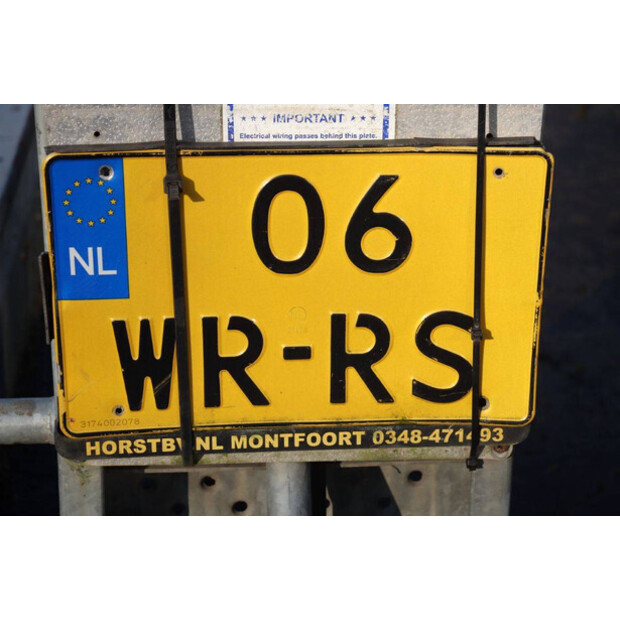 *** IMPORTANT ***
Electrical wiring passes behind this plate.
NL
06
WR-RS
3174002078
HORSTBV.NL MONTFOORT 0348-471493